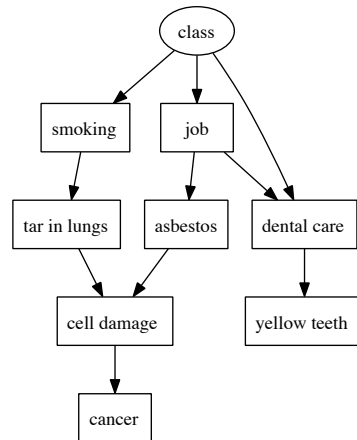 class
smoking
job
tar in lungs
asbestos
dental care
cell damage
yellow teeth
cancer